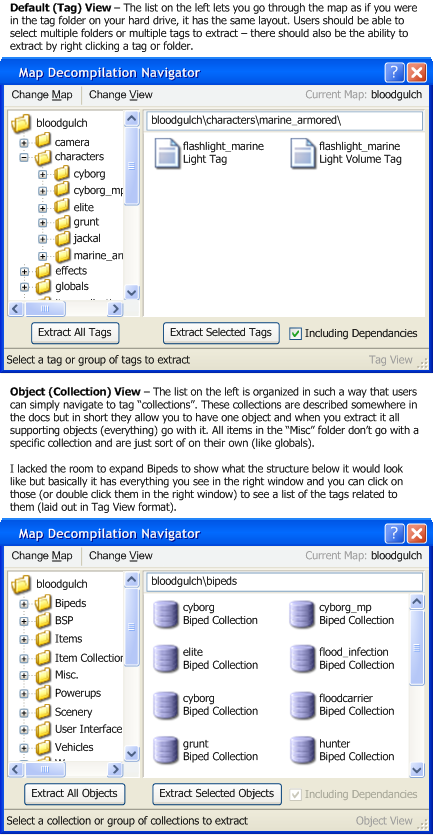 Default (Tag) View – The list on the left lets you go through the map as if you were
in the tag folder on your hard drive, it has the same layout. Users should be able to
select multiple folders or multiple tags to extract – there should also be the ability to
extract by right clicking a tag or folder.
Map Decompilation Navigator
Change Map Change View Current Map: bloodgulch
bloodgulch
camera
characters
cyborg
cyborg_mp
elite
grunt
jackal
marine_arr
effects
globals
bloodgulch\characters\marine_armored\
flashlight_marine
Light Tag
flashlight_marine
Light Volume Tag
Extract All Tags Extract Selected Tags Including Dependancies
Select a tag or group of tags to extract Tag View
Object (Collection) View – The list on the left is organized in such a way that users
can simply navigate to tag “collections”. These collections are described somewhere in
the docs but in short they allow you to have one object and when you extract it all
supporting objects (everything) go with it. All items in the “Misc” folder don’t go with a
specific collection and are just sort of on their own (like globals).
I lacked the room to expand Bipeds to show what the structure below it would look
like but basically it has everything you see in the right window and you can click on
those (or double click them in the right window) to see a list of the tags related to
them (laid out in Tag View format).
Map Decompilation Navigator
Change Map Change View Current Map: bloodgulch
bloodgulch
Bipeds
BSP
Items
Item Collection
Misc.
Powerups
Scenery
User Interface
Vehicles
bloodgulch\bipeds
cyborg
Biped Collection
cyborg_mp
Biped Collection
elite
Biped Collection
flood_infection
Biped Collection
cyborg
Biped Collection
floodcarrier
Biped Collection
grunt
Biped Collection
hunter
Biped Collection
Extract All Objects Extract Selected Objects Including Dependancies
Select a collection or group of collections to extract Object View